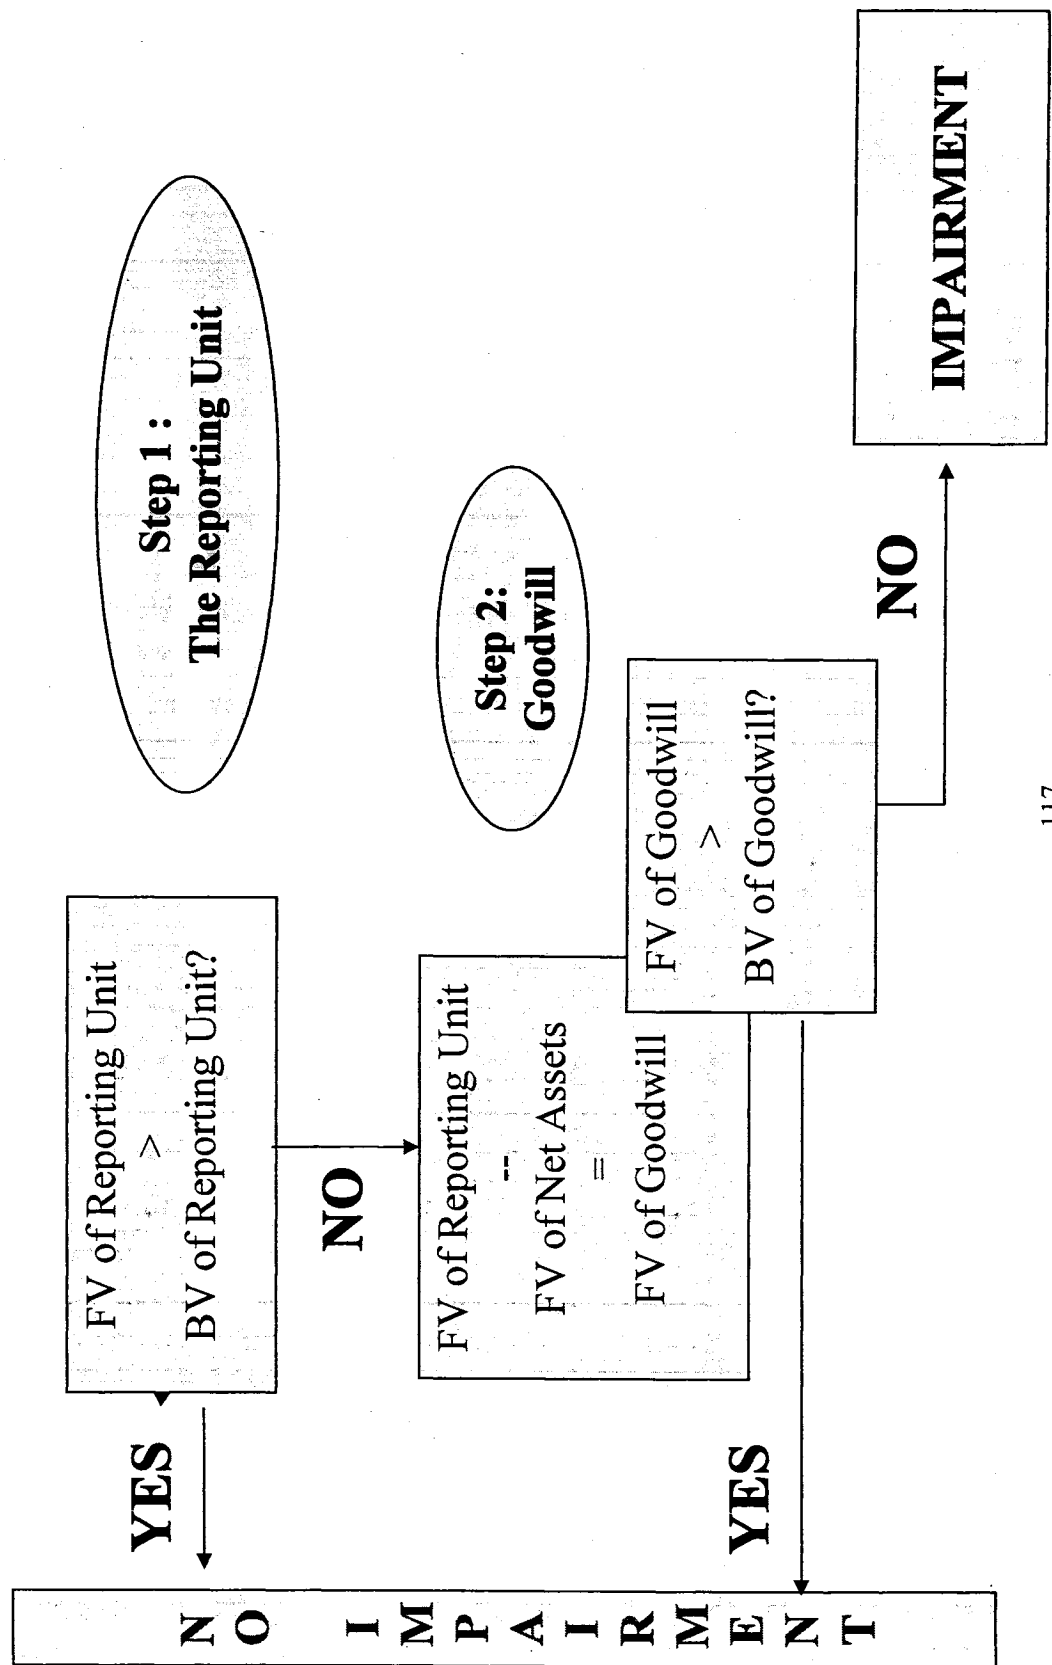 Step 1 :
The Reporting Unit
FV of Reporting Unit
>
BV of Reporting Unit?
YES
NO
Step 2:
Goodwill
FV of Reporting Unit
--
FV of Net Assets
=
FV of Goodwill
FV of Goodwill
>
BV of Goodwill?
YES
NO
NO IMPAIRMENT
IMPAIRMENT
117